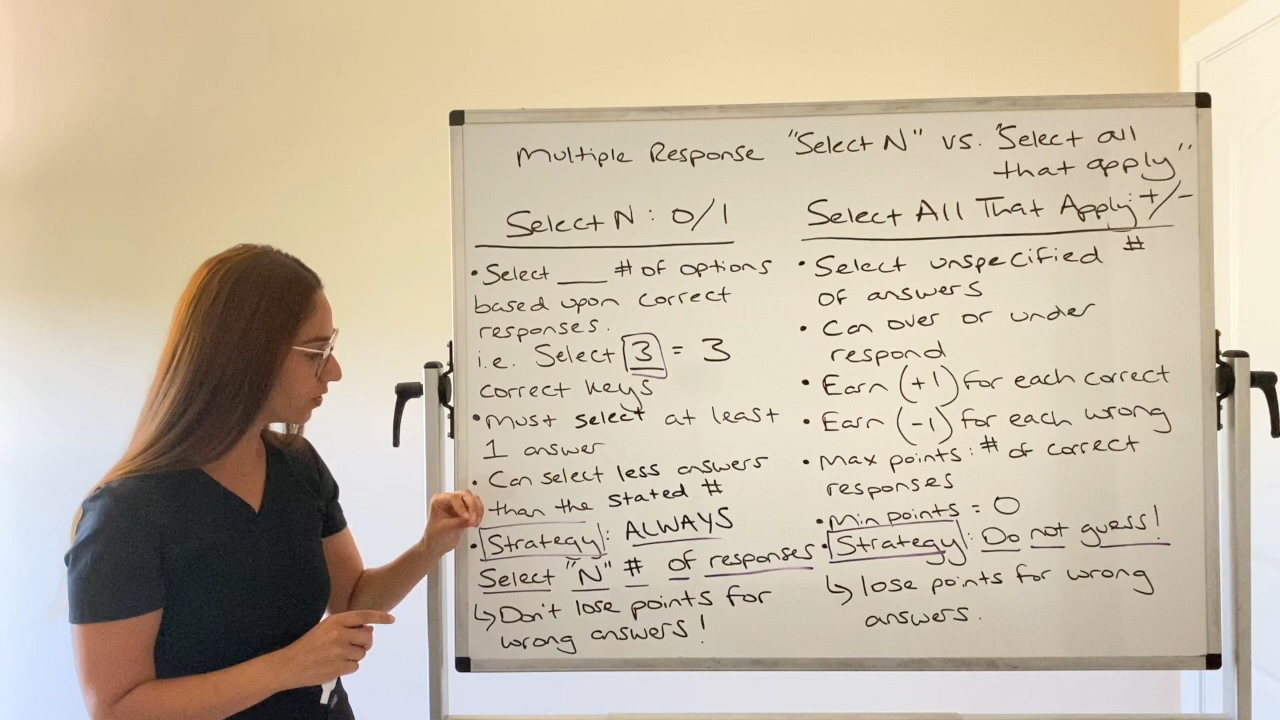 Multiple Response "Select N" vs. "Select all
that apply"
Select N: 0/1
• Select ___ # of options
based upon correct
responses.
i.e. Select 3 = 3
correct keys
• Must select at least
1 answer
• Can select less answers
than the stated #
• Strategy: ALWAYS
Select "N" # of responses
↳ Don't lose points for
wrong answers!
Select All That Apply: +/-
• Select unspecified #
of answers
• Can over or under
respond
• Earn (+1) for each correct
• Earn (-1) for each wrong
• Max points: # of correct
responses
• Min points = 0
• Strategy: Do not guess!
↳ lose points for wrong
answers.